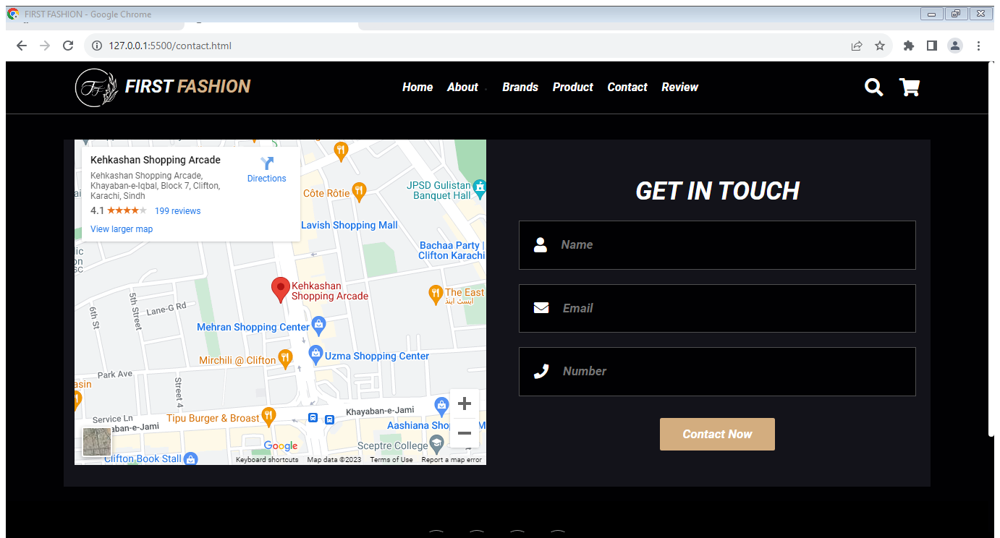 FIRST FASHION - Google Chrome
127.0.0.1:5500/contact.html
FIRST FASHION
Home About Brands Product Contact Review
Kehkashan Shopping Arcade
Kehkashan Shopping Arcade,
Khayaban-e-Iqbal, Block 7, Clifton,
Karachi, Sindh
4.1 199 reviews
View larger map
Directions
Côte Rôtie
JPSD Gulistan
Banquet Hall
Lavish Shopping Mall
Bachaa Party |
Clifton Karachi
Kehkashan
Shopping Arcade
The East
ایسٹ اینڈ
5th Street
6th St
Lane-G Rd
Mehran Shopping Center
Uzma Shopping Center
Mirchili @ Clifton
Park Ave
asin
Street 4
Service Ln
Khayaban-e-Jami
aban-e-Jami
Tipu Burger & Broast
Aashiana Sho
M
Sceptre College
Clifton Book Stall
Google
Keyboard shortcuts Map data ©2023 Terms of Use Report a map error
GET IN TOUCH
Name
Email
Number
Contact Now